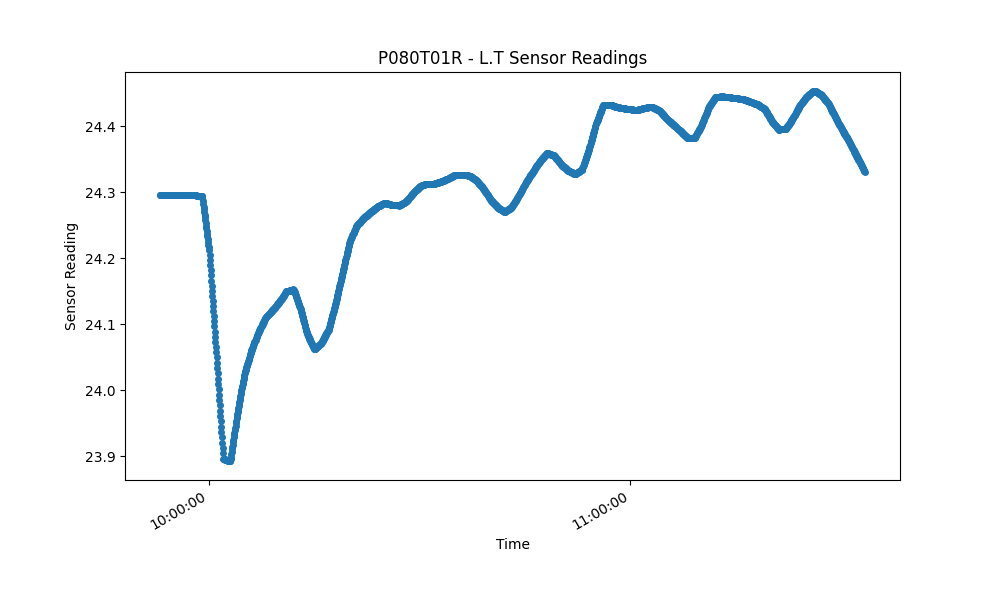 P080T01R - L.T Sensor Readings
Sensor Reading
24.4
24.3
24.2
24.1
24.0
23.9
10:00:00
11:00:00
Time